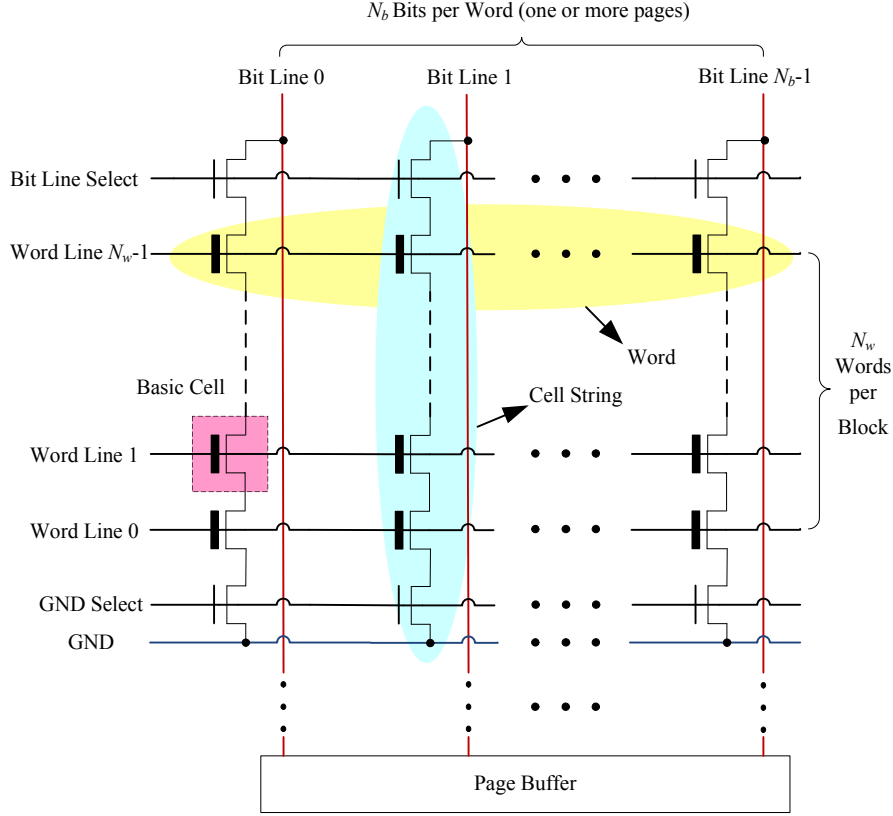 N_b Bits per Word (one or more pages)
Bit Line 0
Bit Line 1
Bit Line N_b-1
Bit Line Select
Word Line N_w-1
Word
N_w
Words
per
Block
Basic Cell
Cell String
Word Line 1
Word Line 0
GND Select
GND
Page Buffer